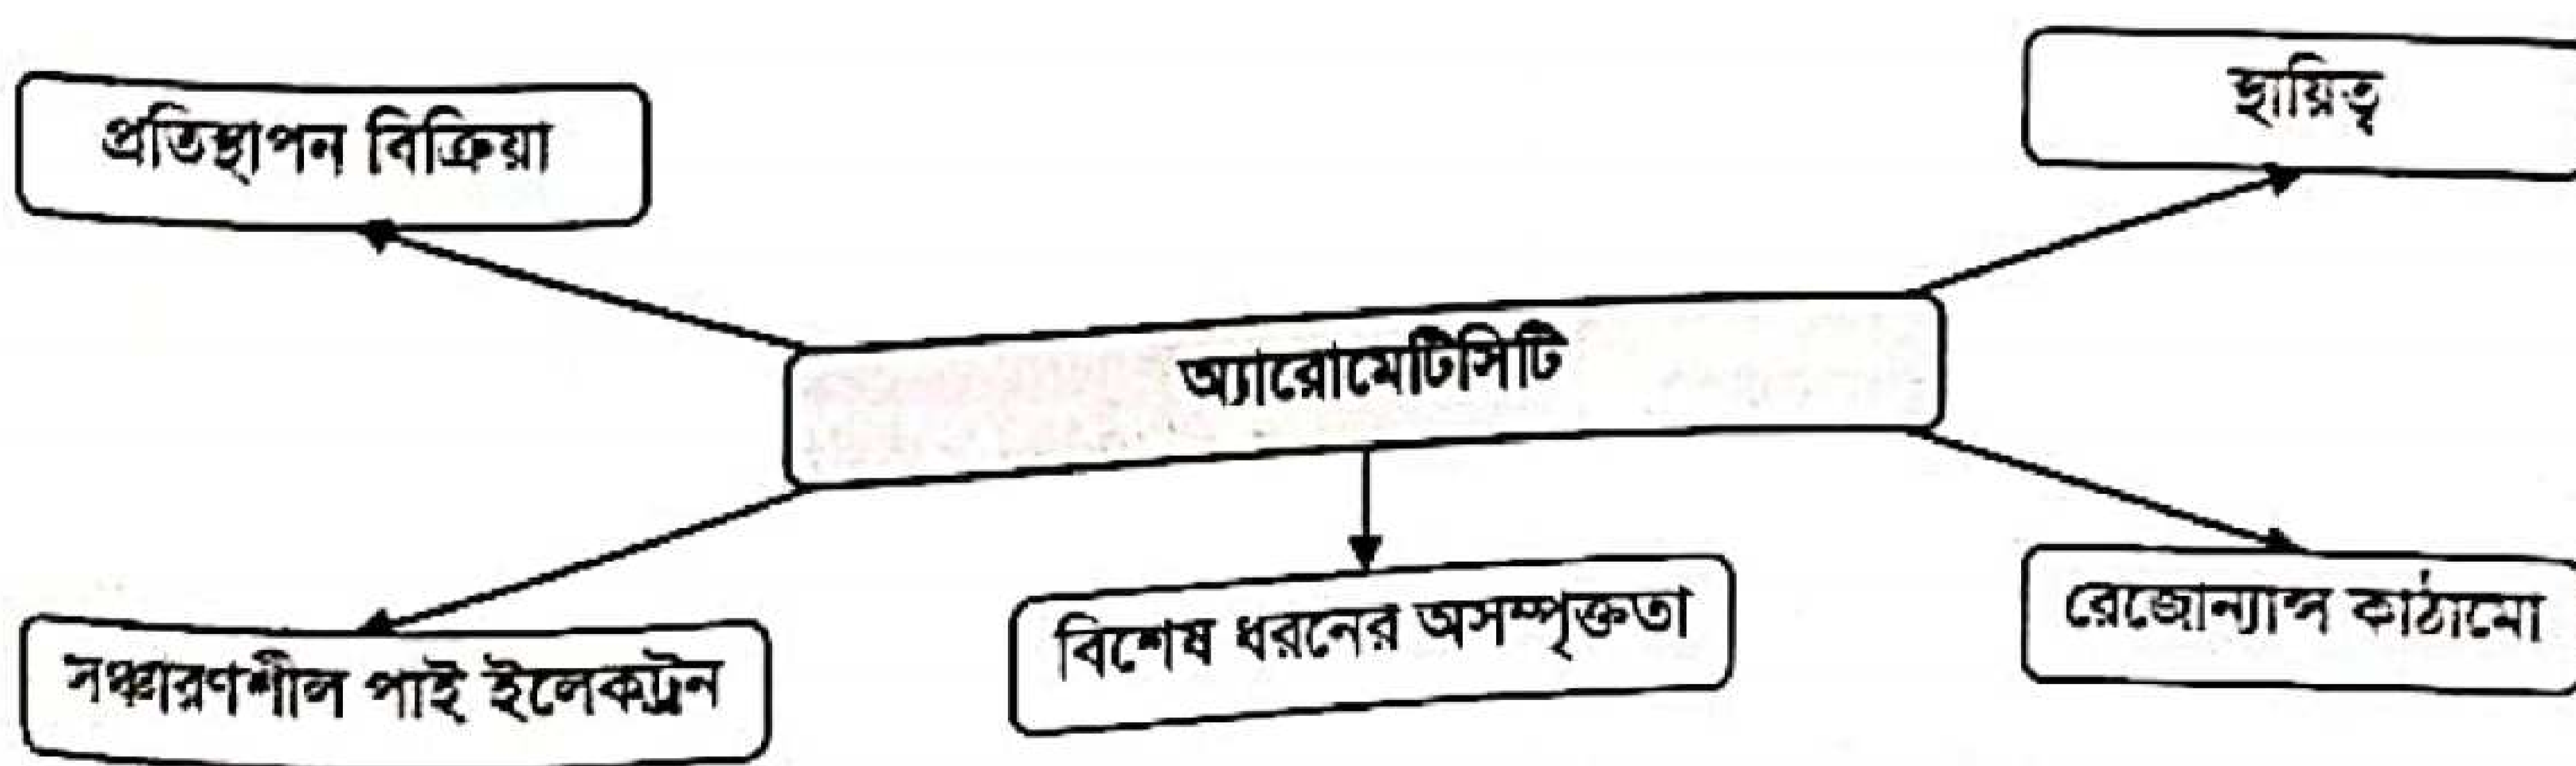 প্রতিস্থাপন বিক্রিয়া
স্থায়িত্ব
অ্যারোমেটিসিটি
সঞ্চারণশীল পাই ইলেকট্রন
বিশেষ ধরনের অসম্পৃক্ততা
রেজোন্যান্স কাঠামো